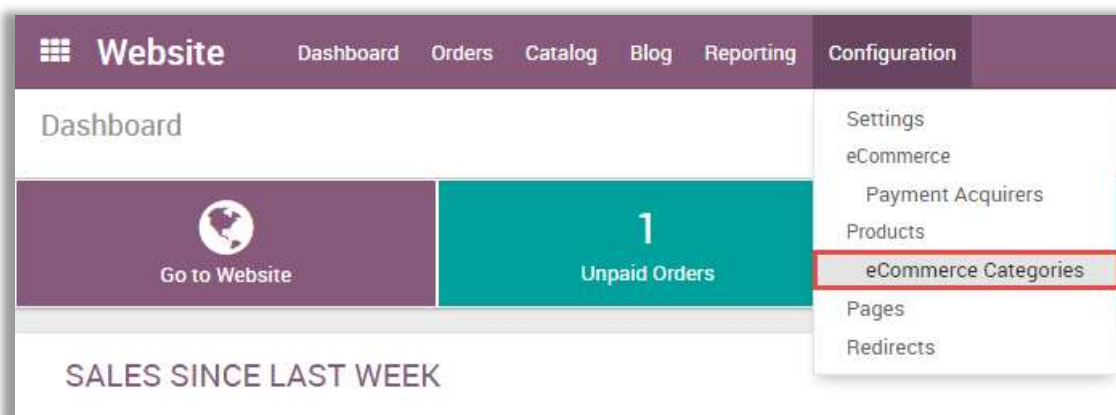 Website Dashboard Orders Catalog Blog Reporting Configuration
Dashboard
Settings
eCommerce
Payment Acquirers
Products
eCommerce Categories
Pages
Redirects
Go to Website
1
Unpaid Orders
SALES SINCE LAST WEEK